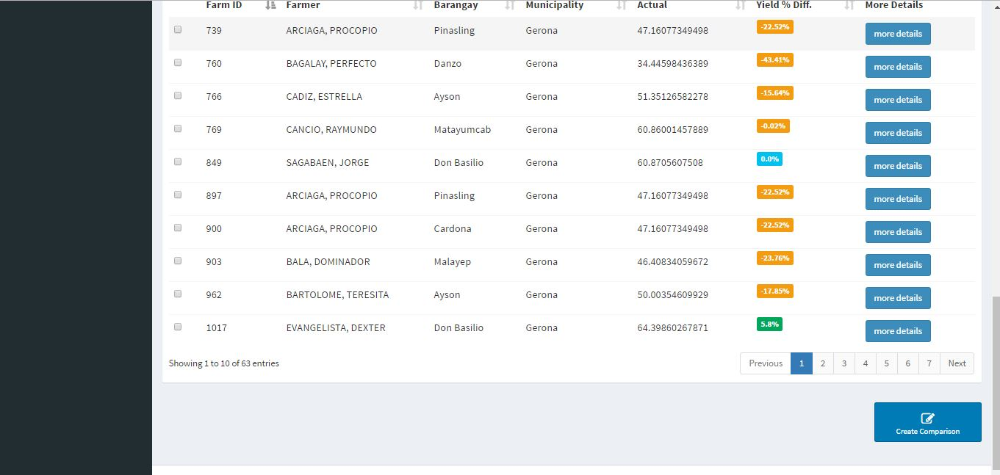 Farm ID Farmer Barangay Municipality Actual Yield % Diff. More Details
739 ARCIAGA, PROCOPIO Pinasling Gerona 47.16077349498 -22.52% more details
760 BAGALAY, PERFECTO Danzo Gerona 34.44598436389 -43.41% more details
766 CADIZ, ESTRELLA Ayson Gerona 51.35126582278 -15.64% more details
769 CANCIO, RAYMUNDO Matayumcab Gerona 60.86001457889 -0.02% more details
849 SAGABAEN, JORGE Don Basilio Gerona 60.8705607508 0.0% more details
897 ARCIAGA, PROCOPIO Pinasling Gerona 47.16077349498 -22.52% more details
900 ARCIAGA, PROCOPIO Cardona Gerona 47.16077349498 -22.52% more details
903 BALA, DOMINADOR Malayep Gerona 46.40834059672 -23.76% more details
962 BARTOLOME, TERESITA Ayson Gerona 50.00354609929 -17.85% more details
1017 EVANGELISTA, DEXTER Don Basilio Gerona 64.39860267871 5.8% more details
Showing 1 to 10 of 63 entries Previous 1 2 3 4 5 6 7 Next
Create Comparison